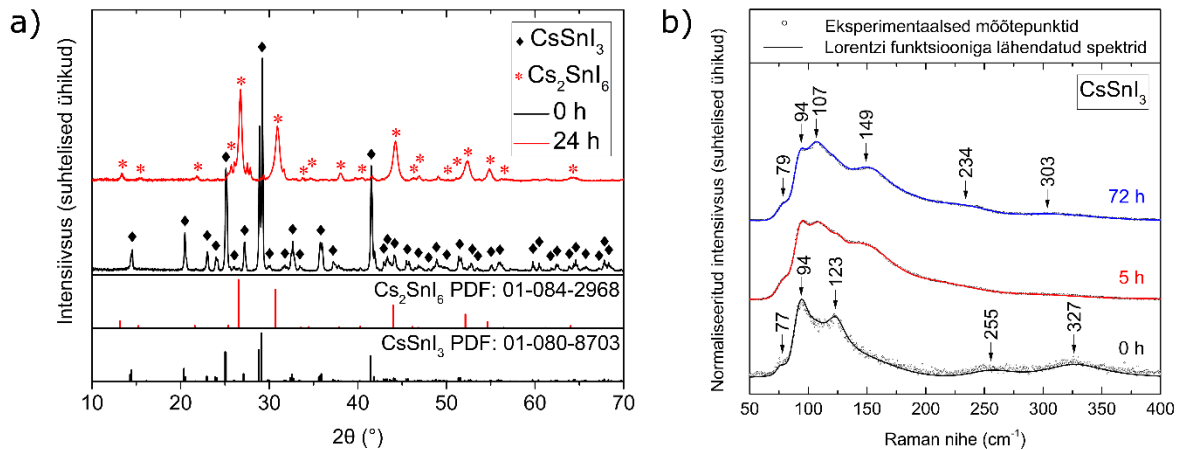 a)
Intensiivsus (suhtelised ühikud)
♦ CsSnI₃
* Cs₂SnI₆
0 h
24 h
Cs₂SnI₆ PDF: 01-084-2968
CsSnI₃ PDF: 01-080-8703
10 20 30 40 50 60 70
2θ (°)
b)
Normaliseeritud intensiivsus (suhtelised ühikud)
Eksperimentaalsed mõõtepunktid
Lorentzi funktsiooniga lähendatud spektrid
CsSnI₃
79 94 107 149 234 303
72 h
5 h
77 94 123 255 327
0 h
50 100 150 200 250 300 350 400
Raman nihe (cm⁻¹)